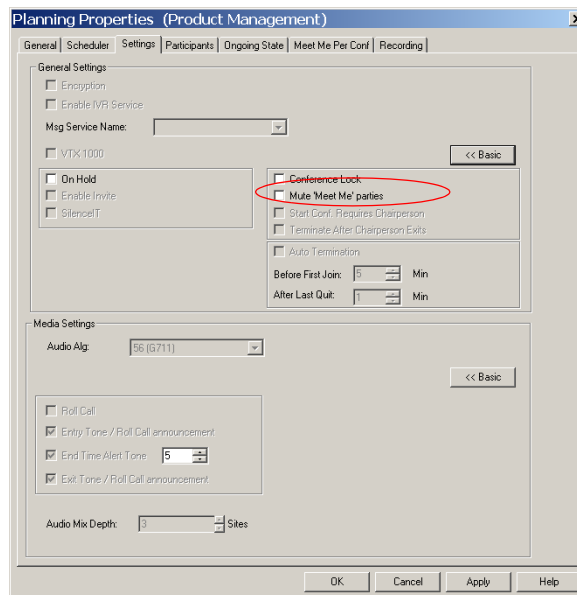 Planning Properties (Product Management)
General Scheduler Settings Participants Ongoing State Meet Me Per Conf Recording
General Settings
Encryption
Enable IVR Service
Msg Service Name:
VTX 1000
<< Basic
On Hold
Enable Invite
SilenceIT
Conference Lock
Mute 'Meet Me' parties
Start Conf. Requires Chairperson
Terminate After Chairperson Exits
Auto Termination
Before First Join: 5 Min
After Last Quit: 1 Min
Media Settings
Audio Alg: 56 (G711)
<< Basic
Roll Call
Entry Tone / Roll Call announcement
End Time Alert Tone 5
Exit Tone / Roll Call announcement
Audio Mix Depth: 3 Sites
OK Cancel Apply Help